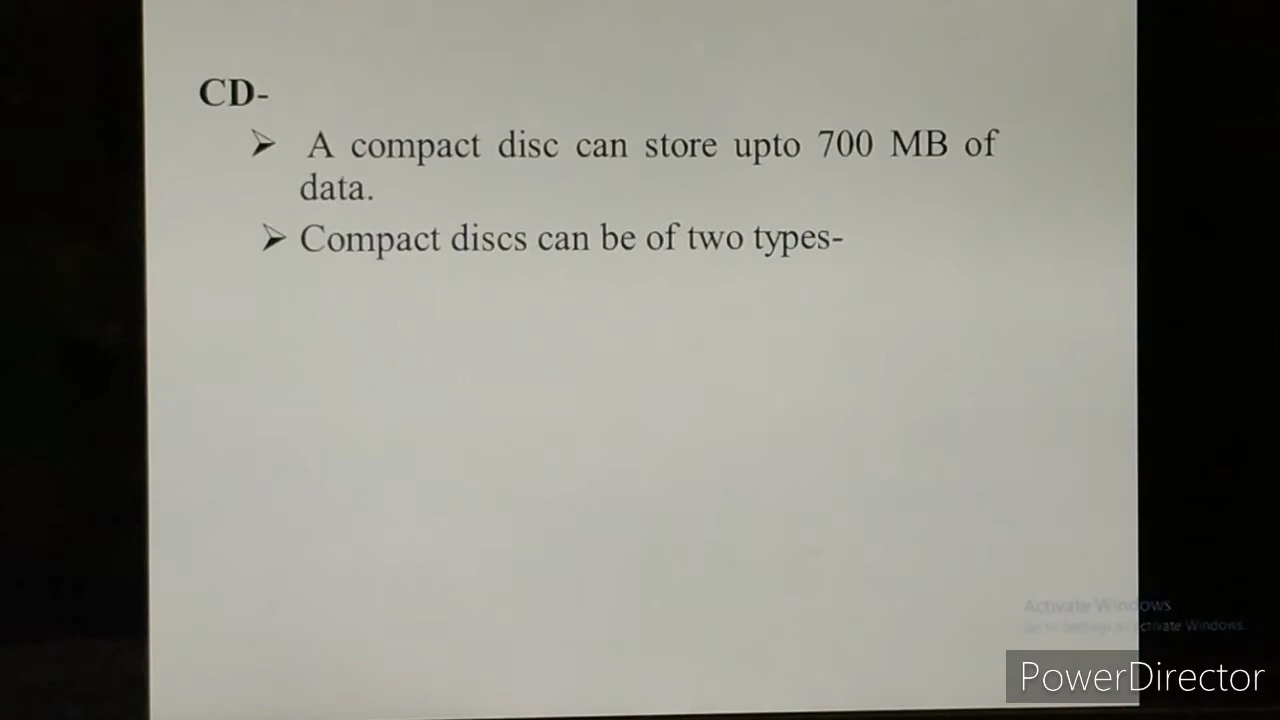 CD-
➢ A compact disc can store upto 700 MB of
data.
➢ Compact discs can be of two types-
Activate Windows
Go to Settings to activate Windows.
PowerDirector